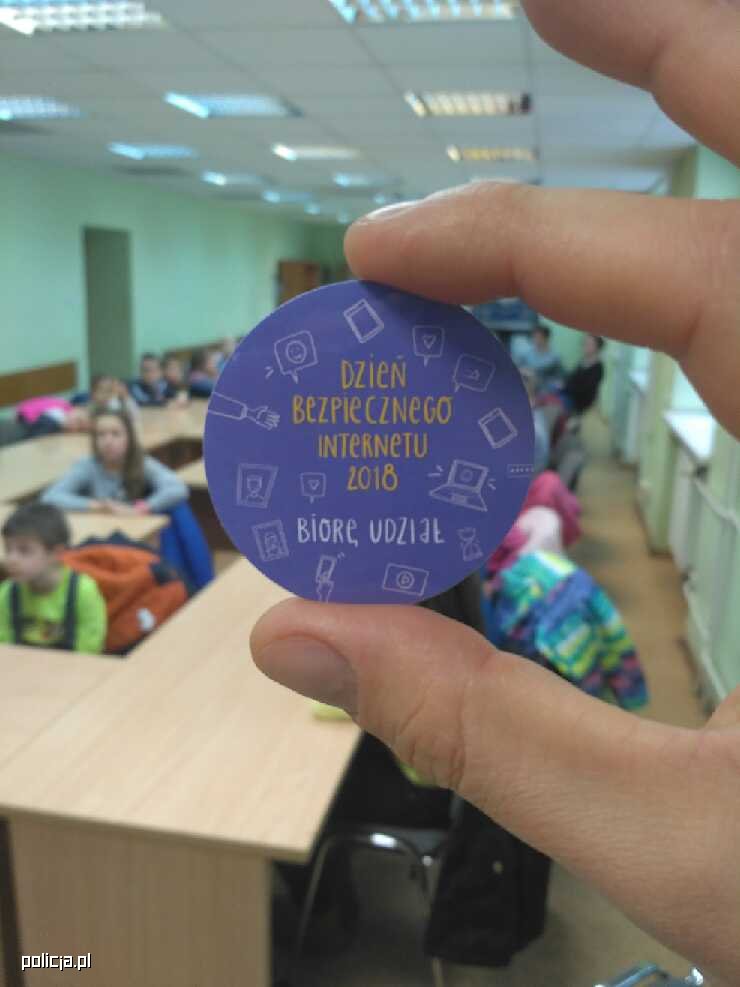 DZIEŃ
BEZPIECZNEGO
INTERNETU
2018
BIORĘ UDZIAŁ
policja.pl